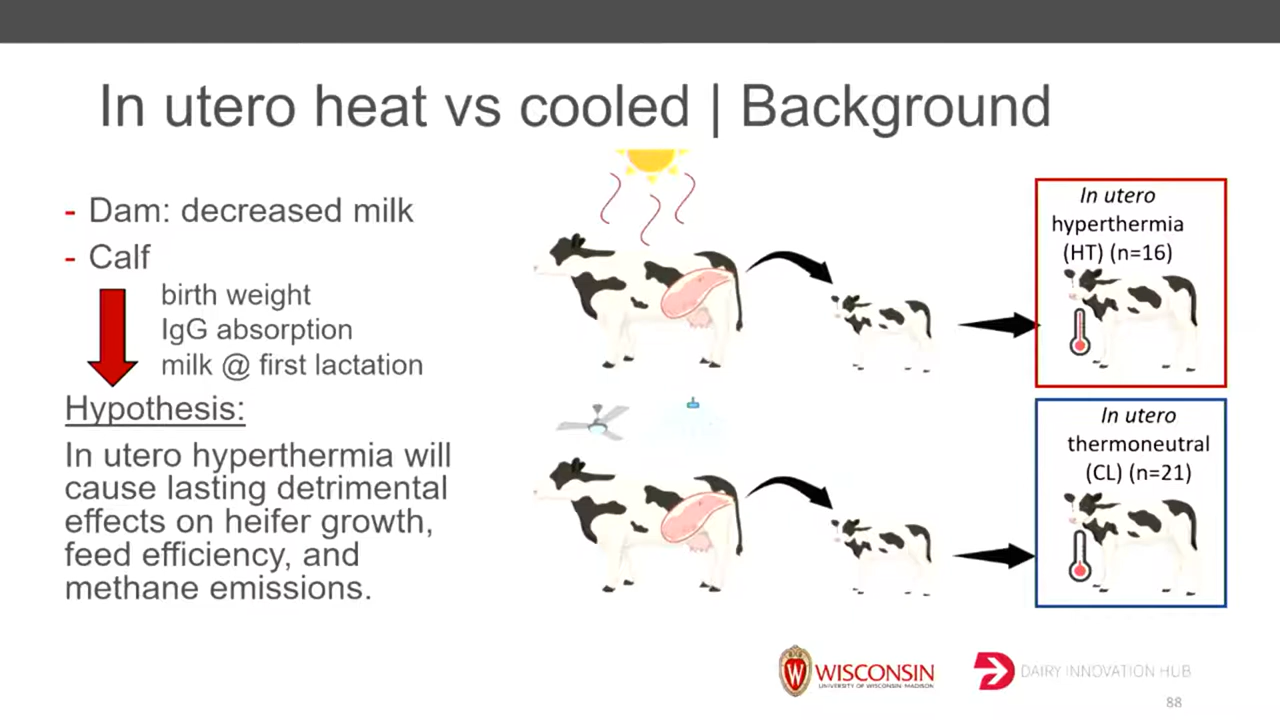 In utero heat vs cooled | Background
- Dam: decreased milk
- Calf
birth weight
IgG absorption
milk @ first lactation
Hypothesis:
In utero hyperthermia will
cause lasting detrimental
effects on heifer growth,
feed efficiency, and
methane emissions.
In utero
hyperthermia
(HT) (n=16)
In utero
thermoneutral
(CL) (n=21)
W
WISCONSIN
UNIVERSITY OF WISCONSIN-MADISON
DAIRY INNOVATION HUB
88